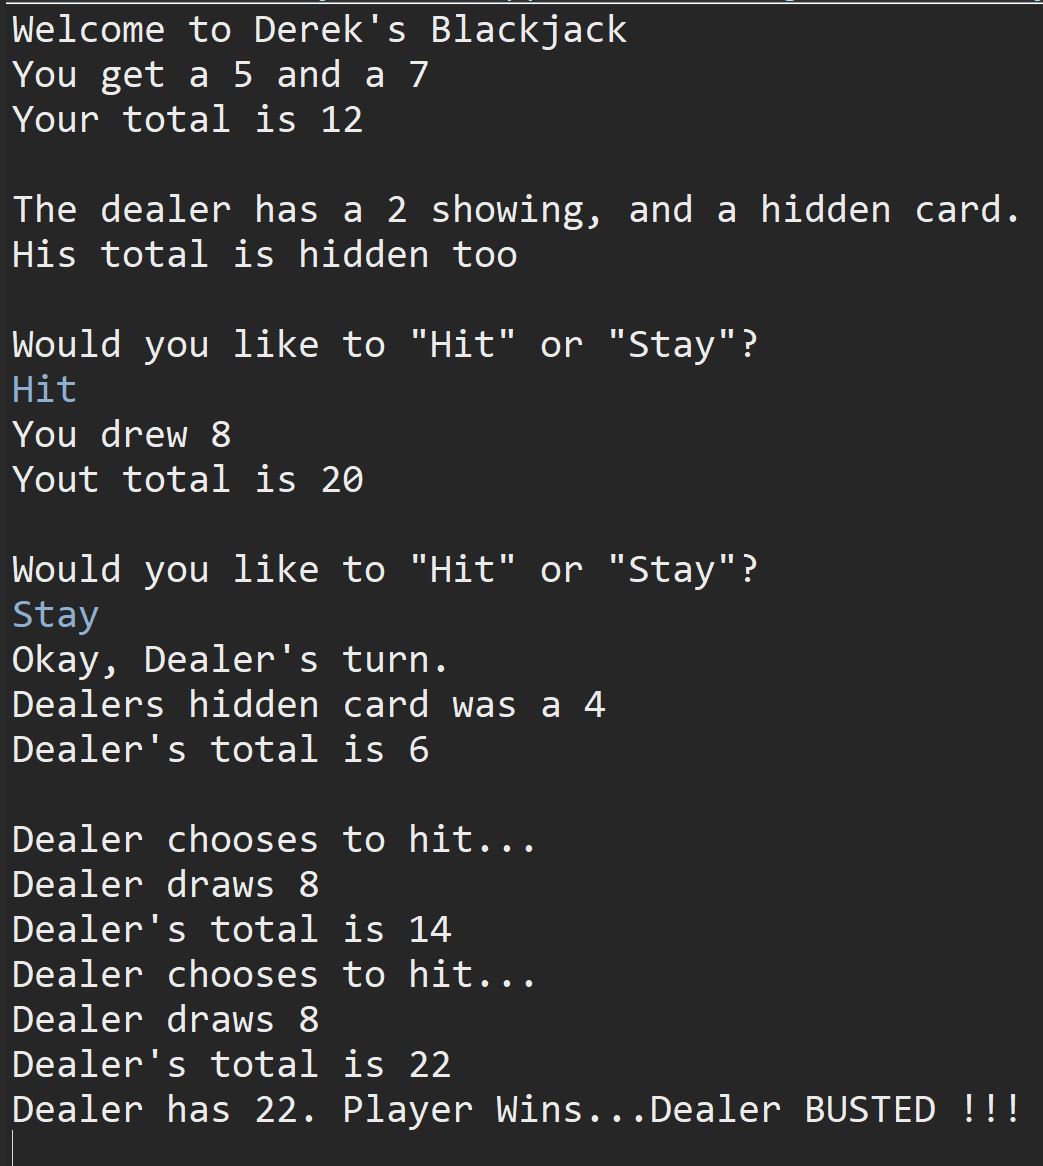 Welcome to Derek's Blackjack
You get a 5 and a 7
Your total is 12
The dealer has a 2 showing, and a hidden card.
His total is hidden too
Would you like to "Hit" or "Stay"?
Hit
You drew 8
Yout total is 20
Would you like to "Hit" or "Stay"?
Stay
Okay, Dealer's turn.
Dealers hidden card was a 4
Dealer's total is 6
Dealer chooses to hit...
Dealer draws 8
Dealer's total is 14
Dealer chooses to hit...
Dealer draws 8
Dealer's total is 22
Dealer has 22. Player Wins...Dealer BUSTED !!!